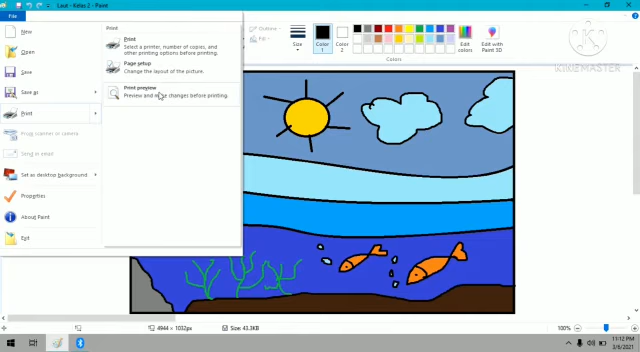 Laut - Kelas 2 - Paint
File
Print
New
Print
Select a printer, number of copies, and
other printing options before printing.
Open
Page setup
Change the layout of the picture.
Save
Print preview
Preview and make changes before printing.
Save as
Print
From scanner or camera
Send in email
Set as desktop background
Properties
About Paint
Exit
Outline
Fill
Size
Color
1
Color
2
Edit
colors
Edit with
Paint 3D
Colors
KINEMASTER
4944 × 1032px
Size: 43.3KB
100%
11:12 PM
3/6/2021